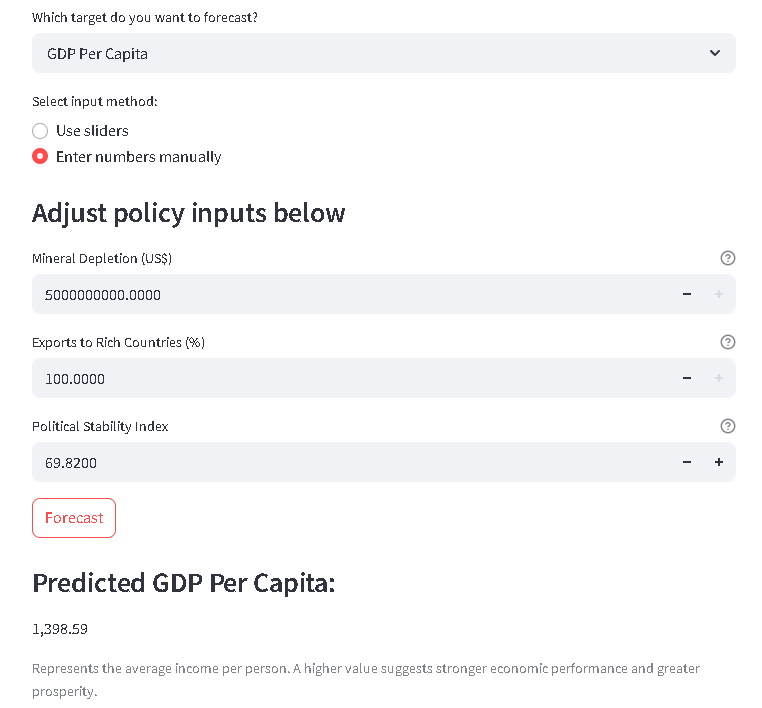 Which target do you want to forecast?
GDP Per Capita
Select input method:
Use sliders
Enter numbers manually
Adjust policy inputs below
Mineral Depletion (US$)
5000000000.0000
Exports to Rich Countries (%)
100.0000
Political Stability Index
69.8200
Forecast
Predicted GDP Per Capita:
1,398.59
Represents the average income per person. A higher value suggests stronger economic performance and greater
prosperity.